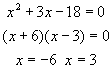 x² + 3x − 18 = 0
(x + 6)(x − 3) = 0
x = −6  x = 3